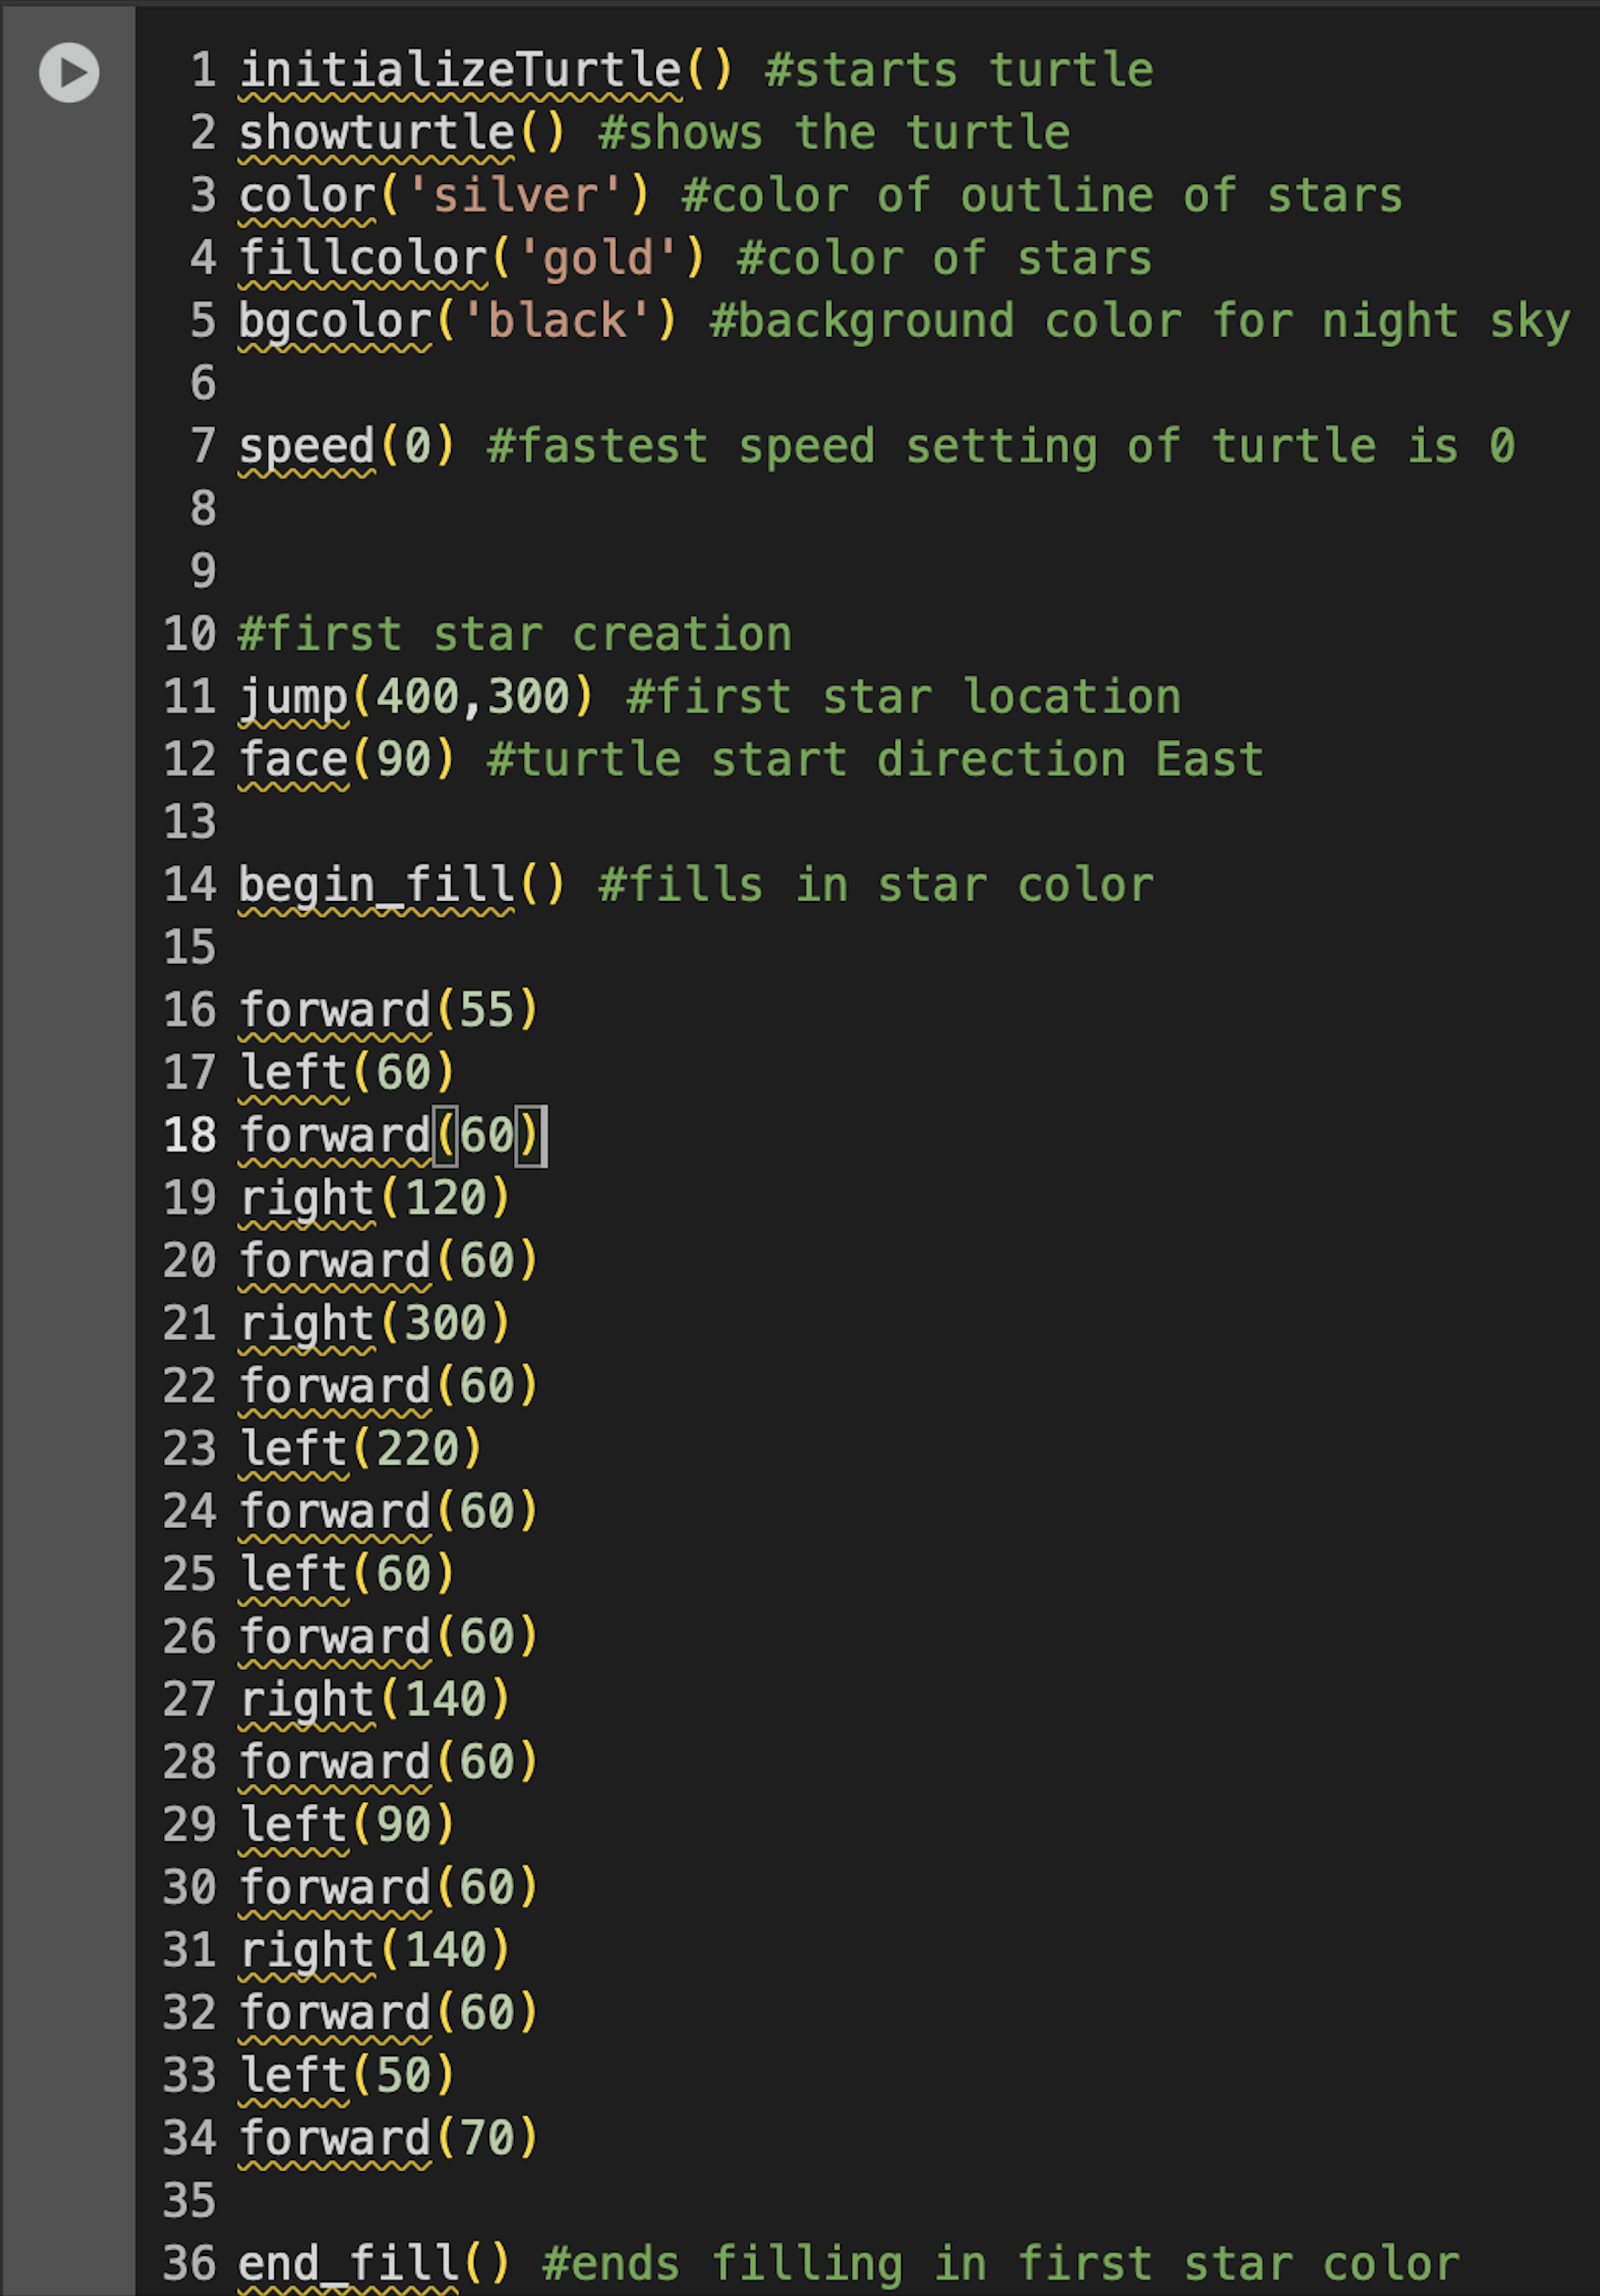 1 initializeTurtle() #starts turtle
2 showturtle() #shows the turtle
3 color('silver') #color of outline of stars
4 fillcolor('gold') #color of stars
5 bgcolor('black') #background color for night sky
6
7 speed(0) #fastest speed setting of turtle is 0
8
9
10 #first star creation
11 jump(400,300) #first star location
12 face(90) #turtle start direction East
13
14 begin_fill() #fills in star color
15
16 forward(55)
17 left(60)
18 forward(60)
19 right(120)
20 forward(60)
21 right(300)
22 forward(60)
23 left(220)
24 forward(60)
25 left(60)
26 forward(60)
27 right(140)
28 forward(60)
29 left(90)
30 forward(60)
31 right(140)
32 forward(60)
33 left(50)
34 forward(70)
35
36 end_fill() #ends filling in first star color